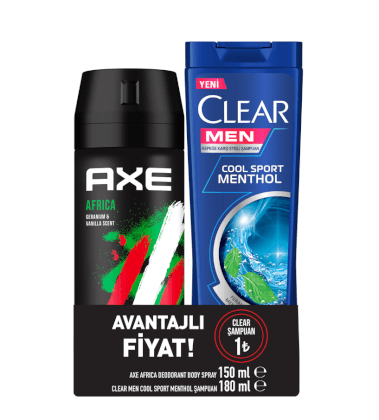 AXE
AFRICA
GERANIUM &
VANILLA SCENT
YENİ
CLEAR
MEN
KEPEĞE KARŞI ETKİLİ ŞAMPUAN
COOL SPORT
MENTHOL
AVANTAJLI
FİYAT!
CLEAR
ŞAMPUAN
1₺
AXE AFRICA DEODORANT BODY SPRAY 150 ml ℮
CLEAR MEN COOL SPORT MENTHOL ŞAMPUAN 180 ml ℮